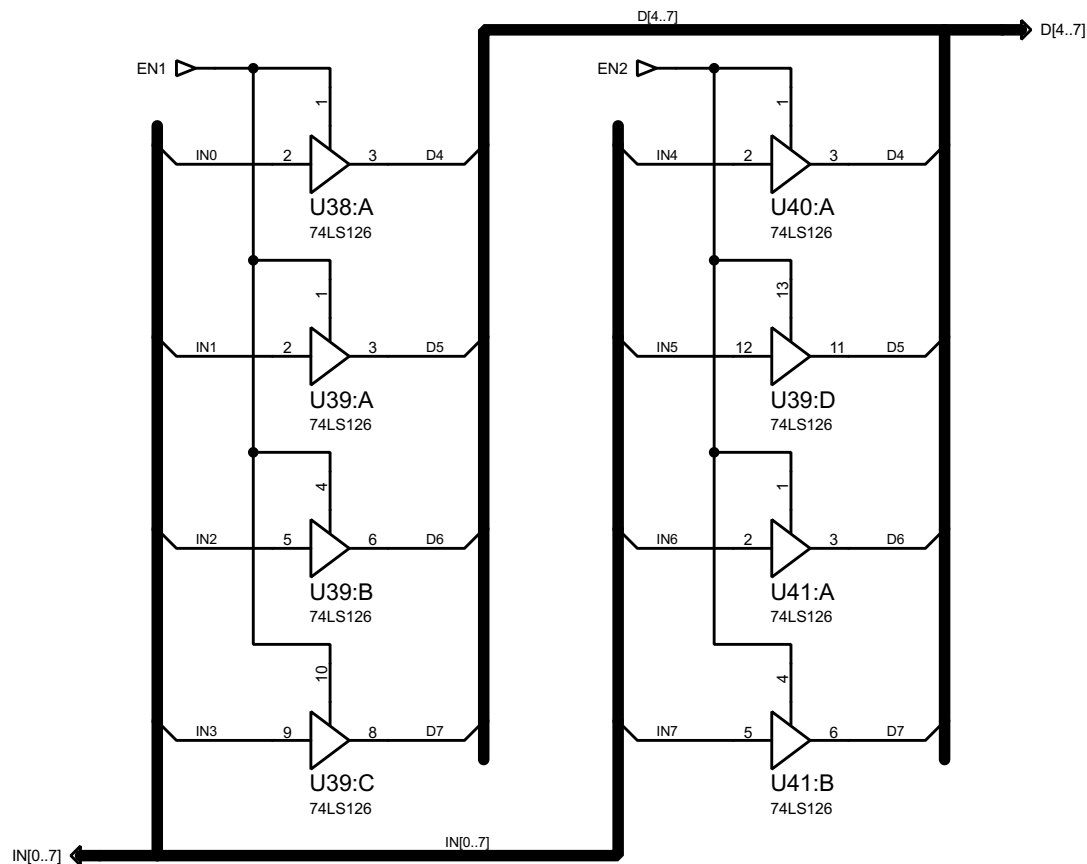 D[4..7]
D[4..7]
EN1
EN2
1
1
IN0 2 3 D4
IN4 2 3 D4
U38:A
74LS126
U40:A
74LS126
1
13
IN1 2 3 D5
IN5 12 11 D5
U39:A
74LS126
U39:D
74LS126
4
1
IN2 5 6 D6
IN6 2 3 D6
U39:B
74LS126
U41:A
74LS126
10
4
IN3 9 8 D7
IN7 5 6 D7
U39:C
74LS126
U41:B
74LS126
IN[0..7]
IN[0..7]